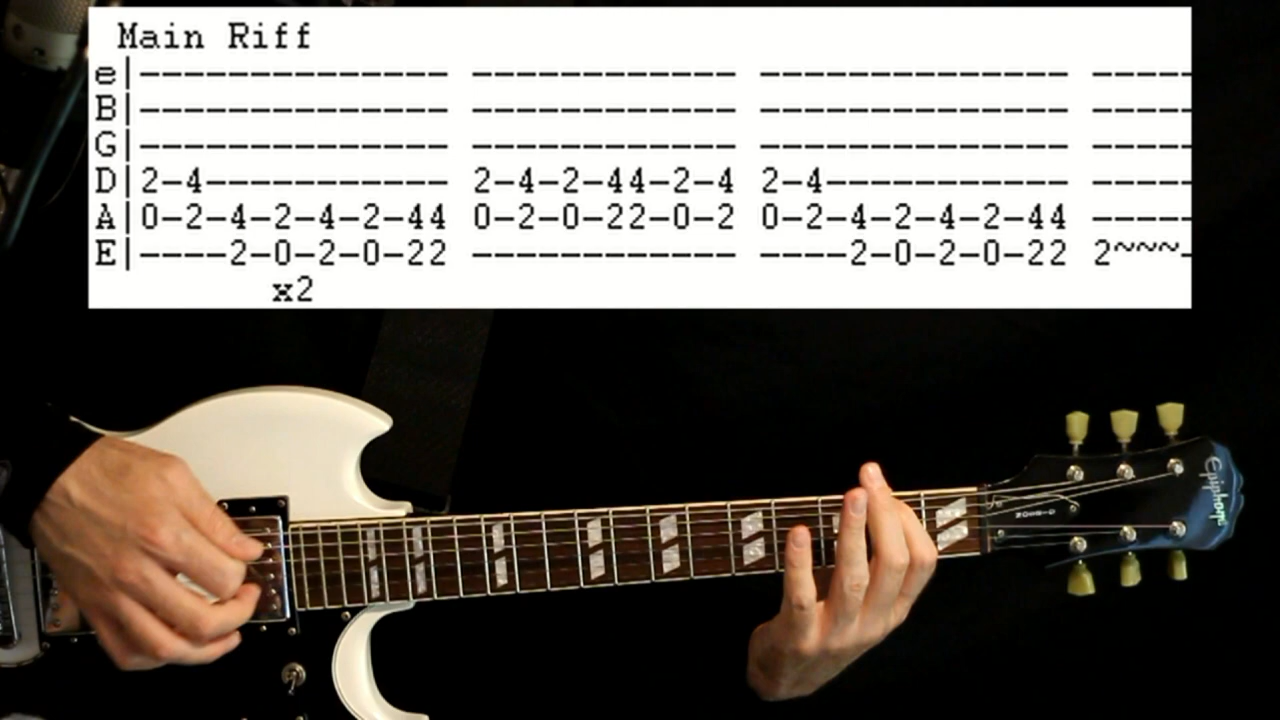 Main Riff
e|-------------- ------------ -------------- -----
B|-------------- ------------ -------------- -----
G|-------------- ------------ -------------- -----
D|2-4----------- 2-4-2-44-2-4 2-4----------- -----
A|0-2-4-2-4-2-44 0-2-0-22-0-2 0-2-4-2-4-2-44 -----
E|----2-0-2-0-22 ------------ ----2-0-2-0-22 2~~~-
x2
Epiphone